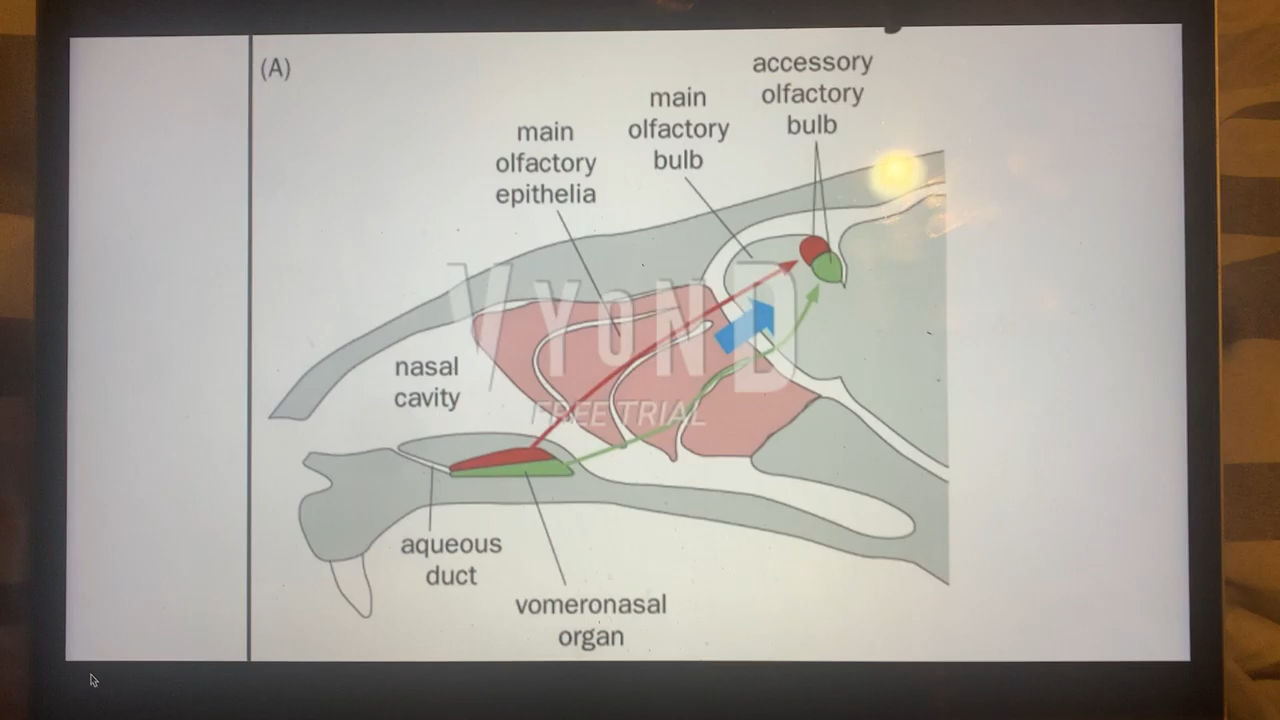 (A)
accessory
olfactory
bulb
main
olfactory
bulb
main
olfactory
epithelia
VYOND
FREE TRIAL
nasal
cavity
aqueous
duct
vomeronasal
organ